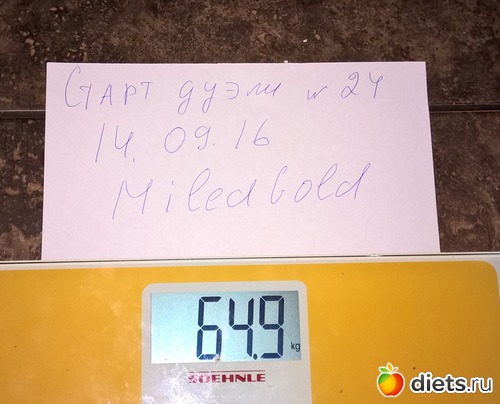 Старт дуэли № 24
14.09.16
Miledbold
64.9 kg
SOEHNLE
diets.ru